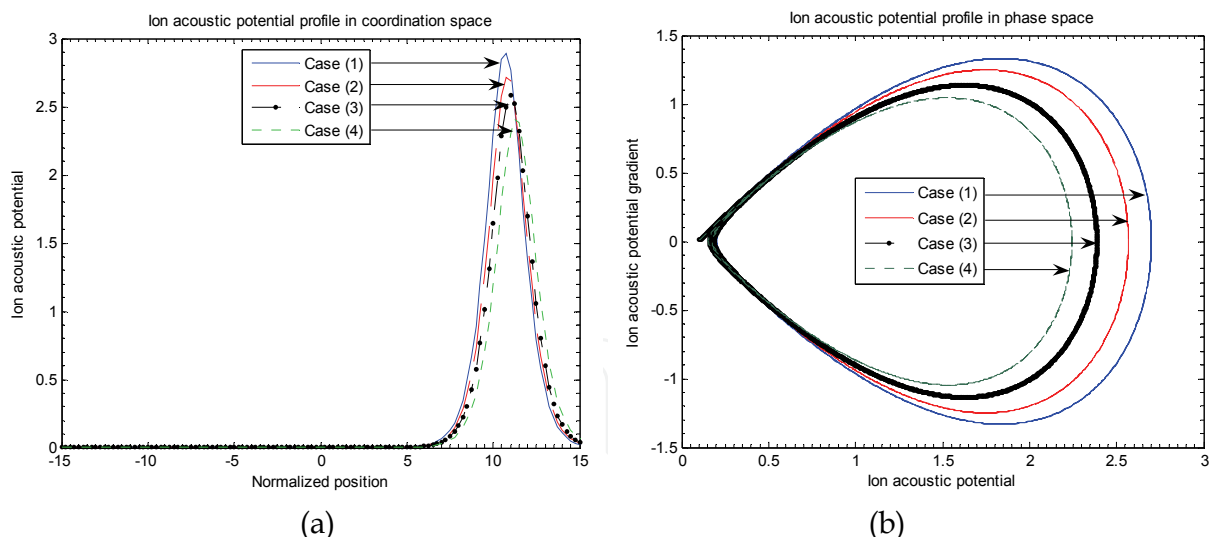 Ion acoustic potential profile in coordination space
3
2.5
2
1.5
1
0.5
0
Ion acoustic potential
Case (1)
Case (2)
Case (3)
Case (4)
-15
-10
-5
0
5
10
15
Normalized position
(a)
Ion acoustic potential profile in phase space
1.5
1
0.5
0
-0.5
-1
-1.5
Ion acoustic potential gradient
Case (1)
Case (2)
Case (3)
Case (4)
0
0.5
1
1.5
2
2.5
3
Ion acoustic potential
(b)